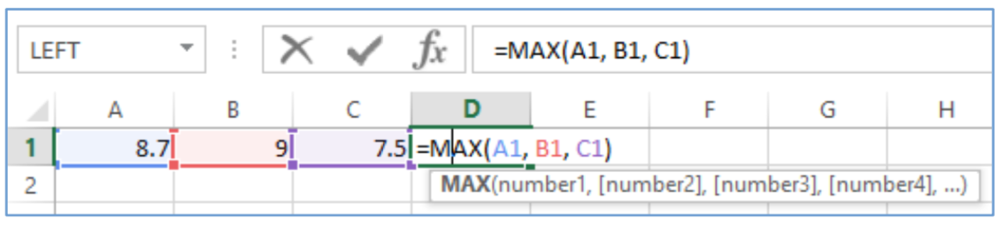 LEFT fx =MAX(A1, B1, C1)
A B C D E F G H
1 8.7 9 7.5 =MAX(A1, B1, C1)
2 MAX(number1, [number2], [number3], [number4], ...)